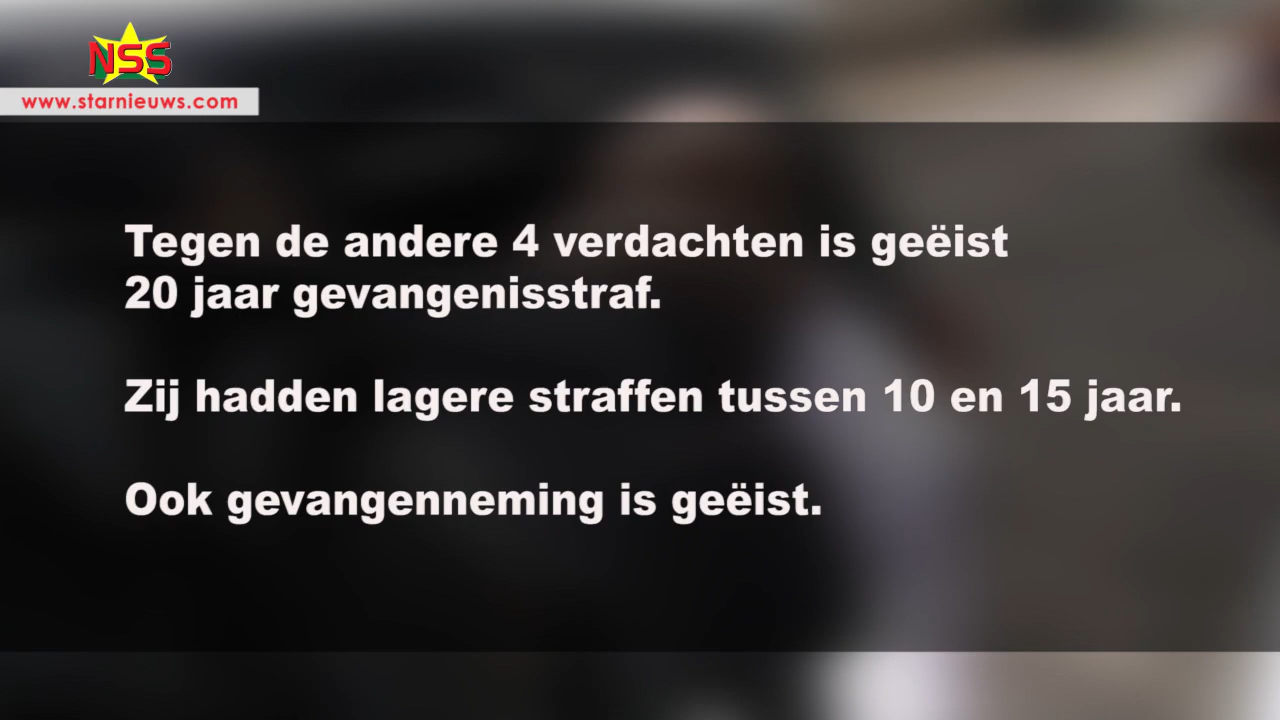 NSS
www.starnieuws.com
Tegen de andere 4 verdachten is geëist
20 jaar gevangenisstraf.
Zij hadden lagere straffen tussen 10 en 15 jaar.
Ook gevangenneming is geëist.